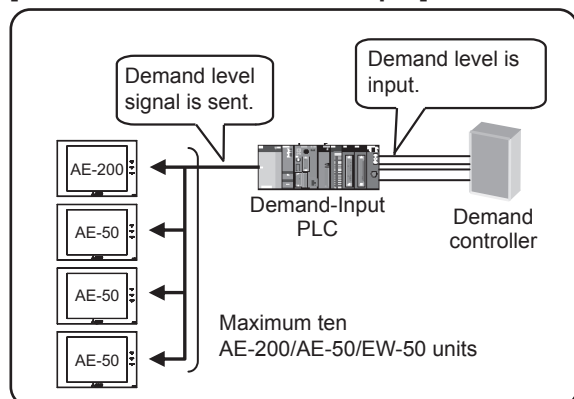 Demand level
signal is sent.
Demand level is
input.
AE-200
AE-50
AE-50
AE-50
Demand-Input
PLC
Demand
controller
Maximum ten
AE-200/AE-50/EW-50 units